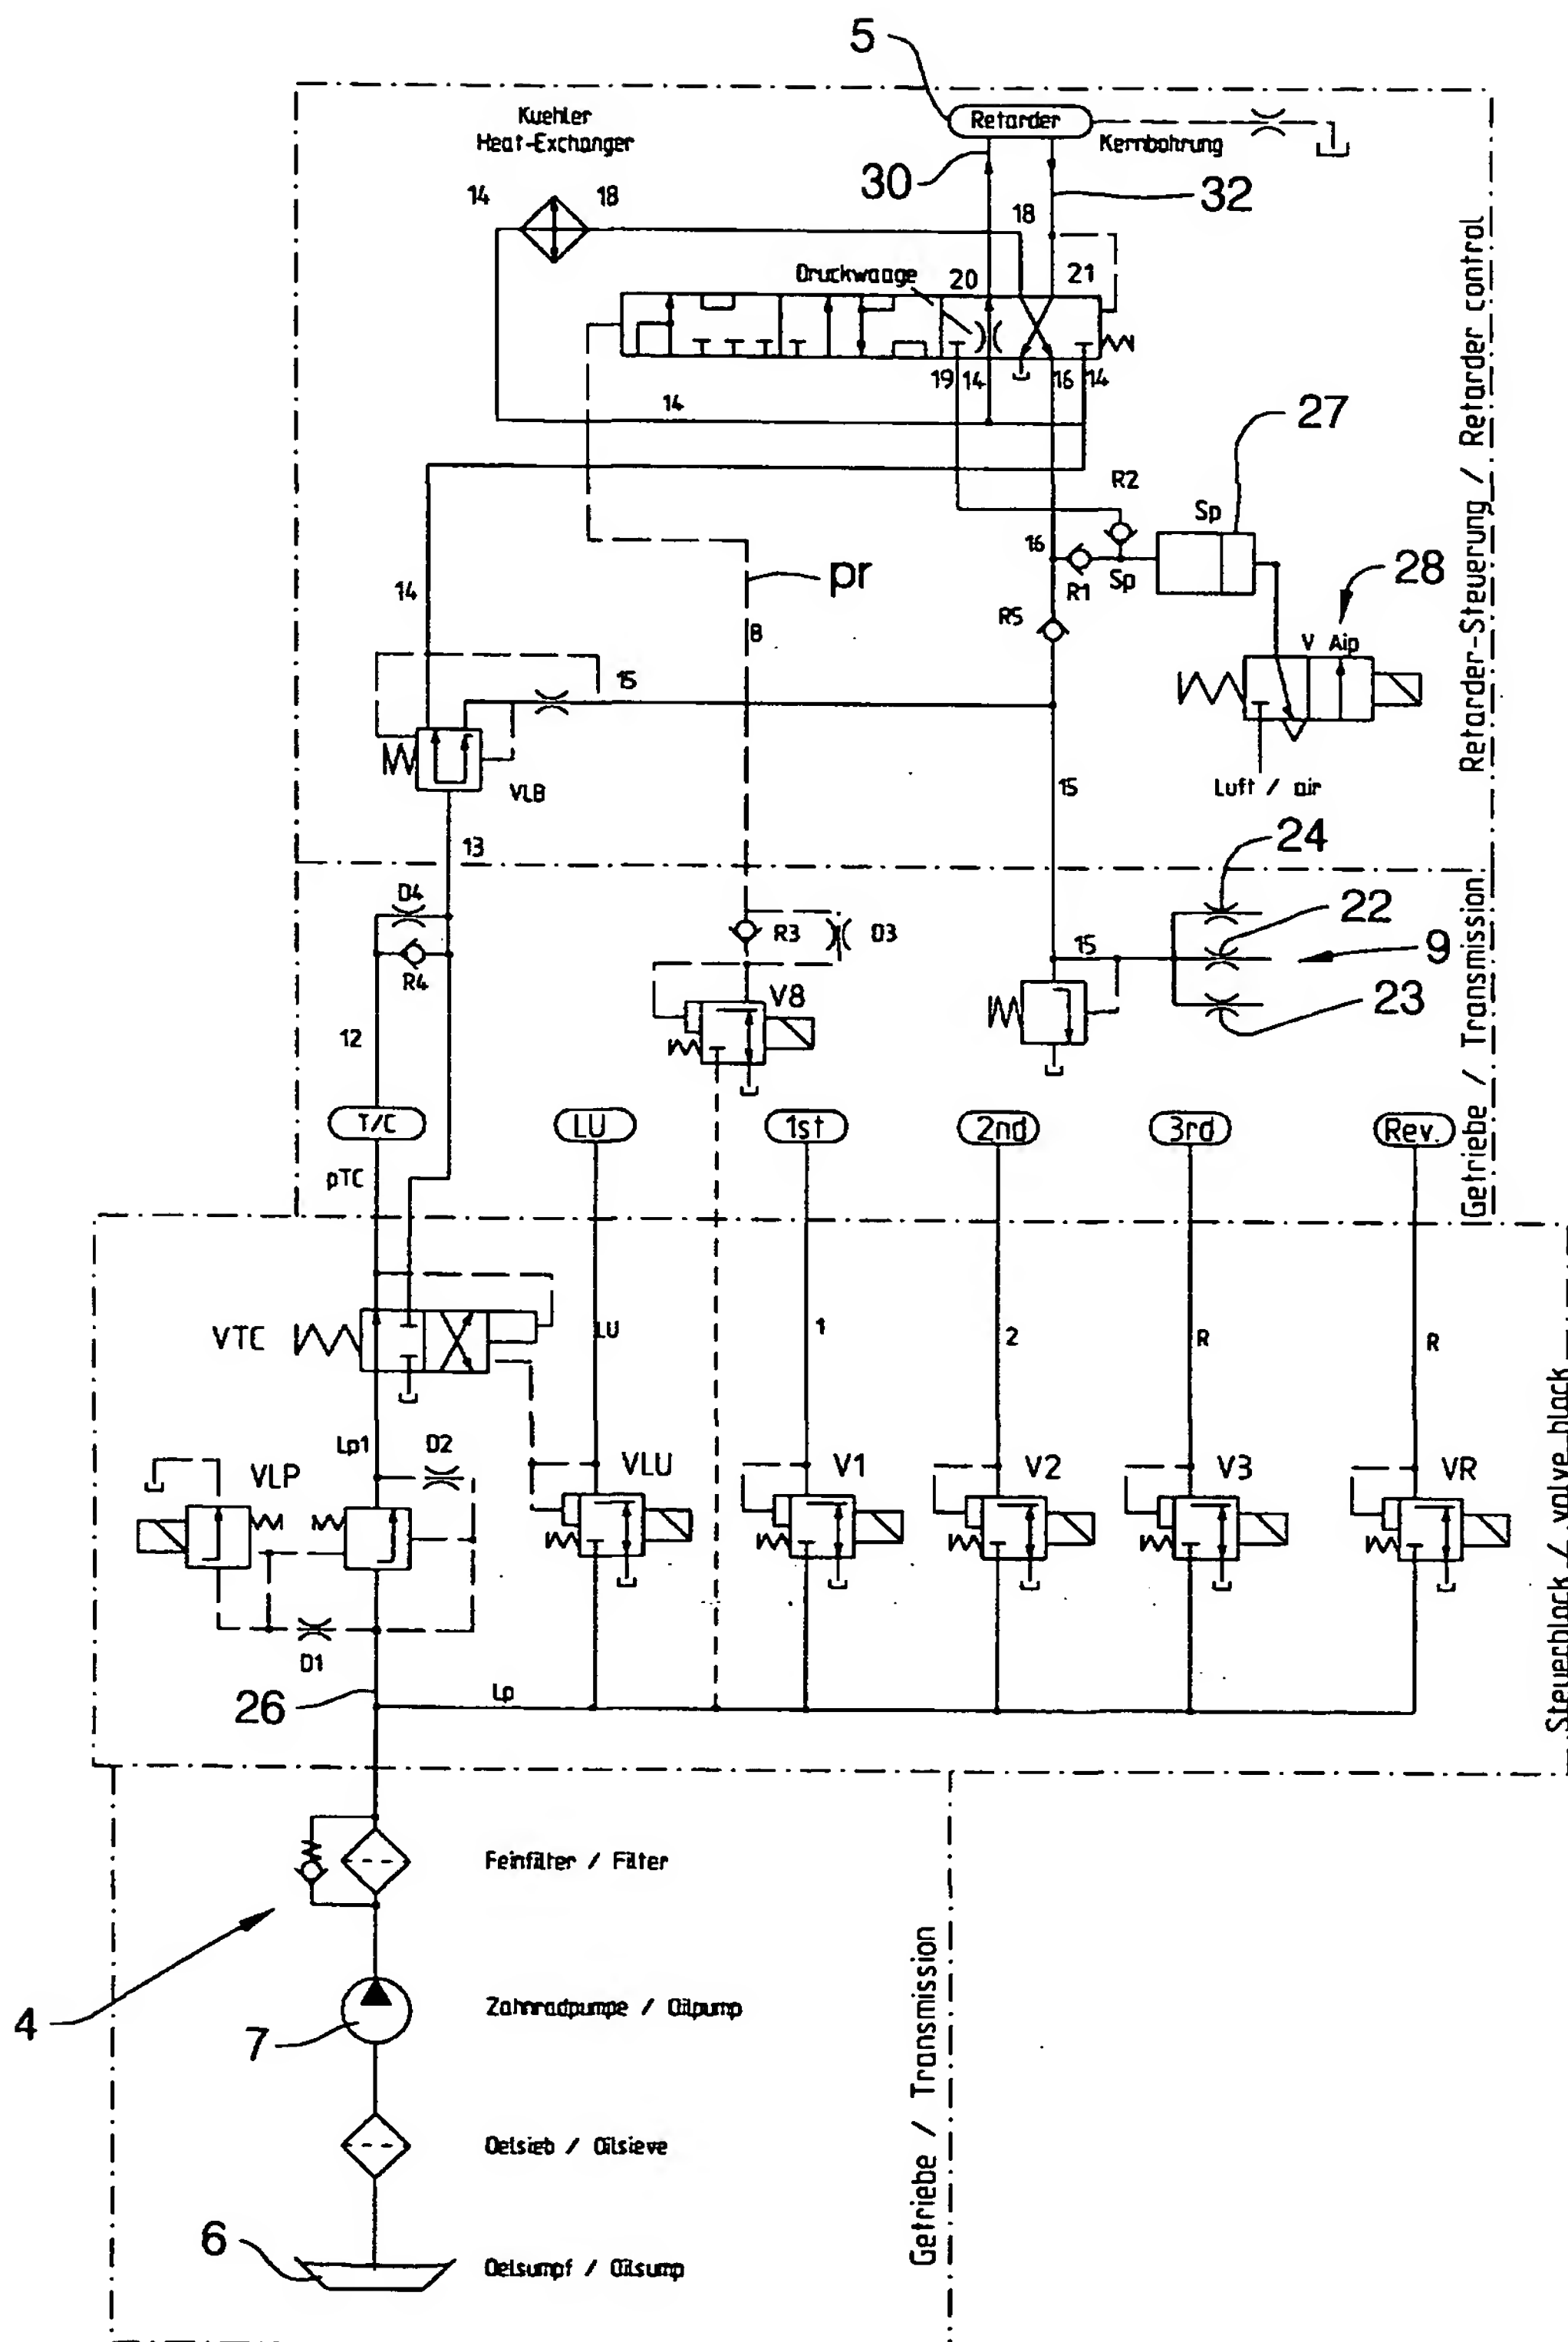 5
Kuehler
Heat-Exchanger
Retarder
Kernbohrung
30
32
14
18
18
Druckwaage
20
21
19
14
16
14
14
27
R2
Sp
16
R1
Sp
28
14
pr
R5
B
V
Aip
15
VLB
15
Luft / air
Retarder-Steuerung / Retarder control
13
24
D4
22
R3
D3
15
9
R4
V8
23
12
T/C
LU
1st
2nd
3rd
Rev.
pTC
Getriebe / Transmission
VTC
LU
1
2
R
R
Lp1
D2
VLP
VLU
V1
V2
V3
VR
D1
26
Lp
Steuerblock / valve block
Feinfilter / Filter
4
Zahnradpumpe / Oilpump
7
Oelsieb / Oilsieve
6
Oelsumpf / Oilsump
Getriebe / Transmission